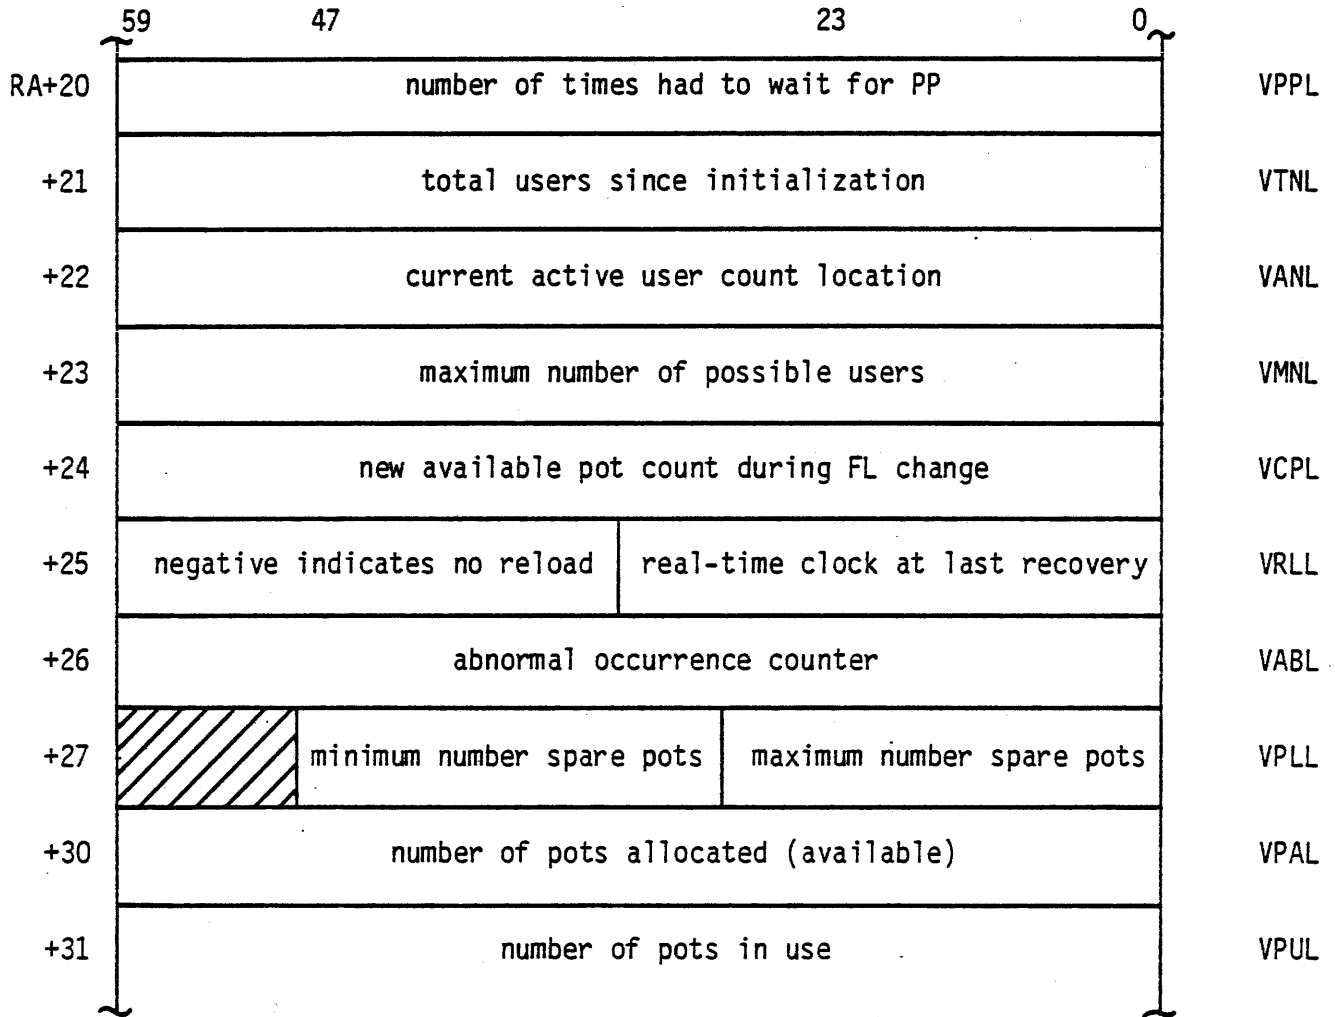 59 47 23 0
RA+20 number of times had to wait for PP VPPL
+21 total users since initialization VTNL
+22 current active user count location VANL
+23 maximum number of possible users VMNL
+24 new available pot count during FL change VCPL
+25 negative indicates no reload real-time clock at last recovery VRLL
+26 abnormal occurrence counter VABL
+27 minimum number spare pots maximum number spare pots VPLL
+30 number of pots allocated (available) VPAL
+31 number of pots in use VPUL